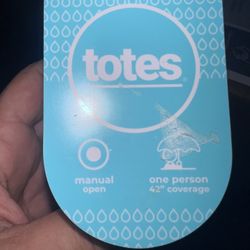 totes
manual
open
one person
42" coverage